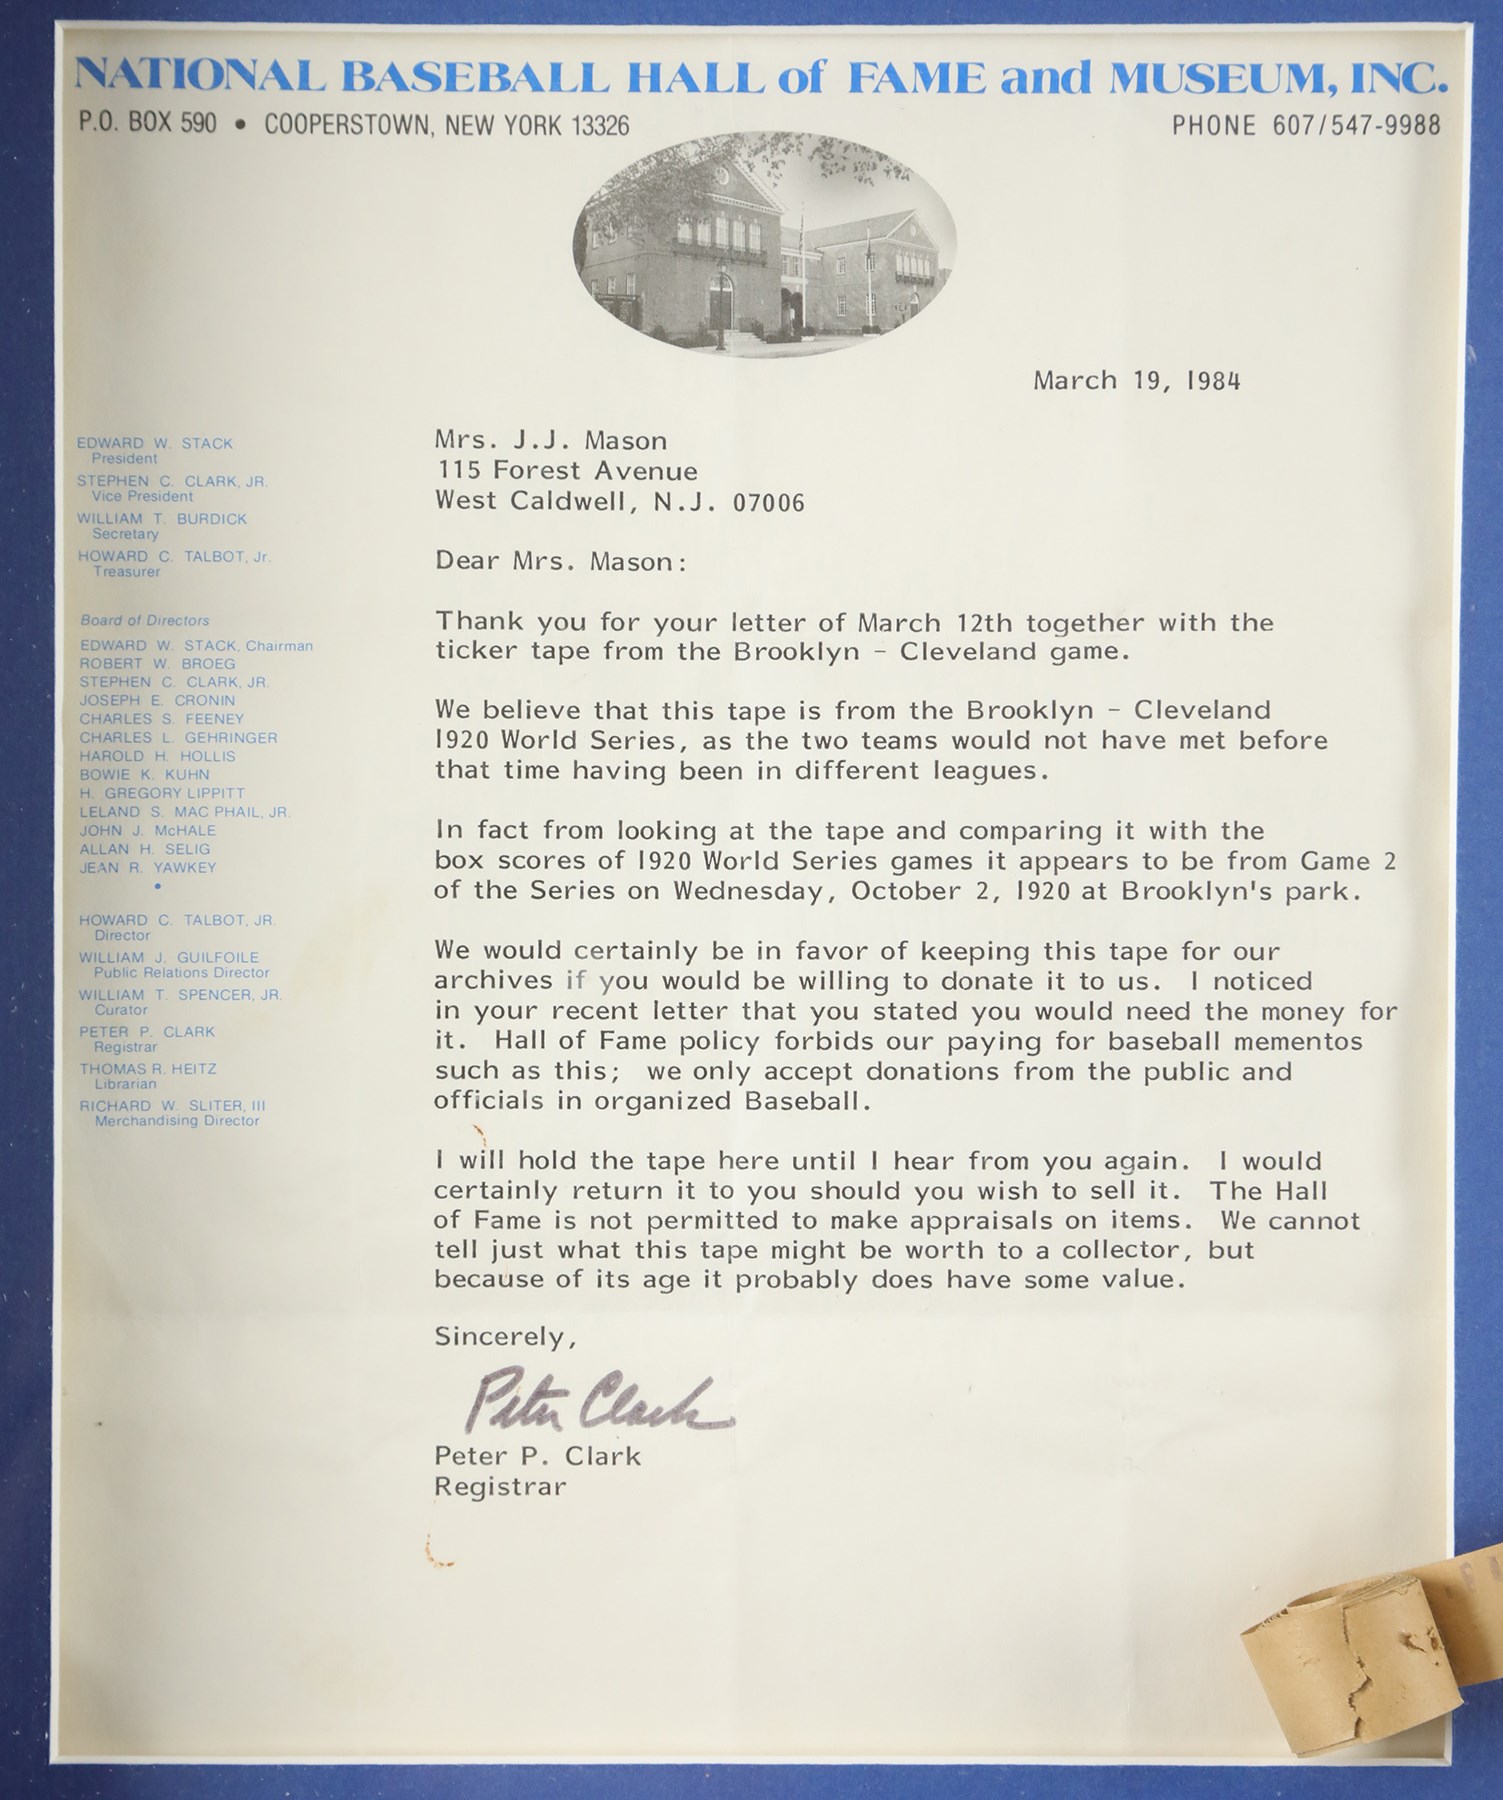 NATIONAL BASEBALL HALL of FAME and MUSEUM, INC.
P.O. BOX 590 • COOPERSTOWN, NEW YORK 13326
PHONE 607/547-9988
March 19, 1984
EDWARD W. STACK
President
STEPHEN C. CLARK, JR.
Vice President
WILLIAM T. BURDICK
Secretary
HOWARD C. TALBOT, Jr.
Treasurer
Board of Directors
EDWARD W. STACK, Chairman
ROBERT W. BROEG
STEPHEN C. CLARK, JR.
JOSEPH E. CRONIN
CHARLES S. FEENEY
CHARLES L. GEHRINGER
HAROLD H. HOLLIS
BOWIE K. KUHN
H. GREGORY LIPPITT
LELAND S. MAC PHAIL, JR.
JOHN J. McHALE
ALLAN H. SELIG
JEAN R. YAWKEY
•
HOWARD C. TALBOT, JR.
Director
WILLIAM J. GUILFOILE
Public Relations Director
WILLIAM T. SPENCER, JR.
Curator
PETER P. CLARK
Registrar
THOMAS R. HEITZ
Librarian
RICHARD W. SLITER, III
Merchandising Director
Mrs. J.J. Mason
115 Forest Avenue
West Caldwell, N.J. 07006
Dear Mrs. Mason:
Thank you for your letter of March 12th together with the
ticker tape from the Brooklyn - Cleveland game.
We believe that this tape is from the Brooklyn - Cleveland
1920 World Series, as the two teams would not have met before
that time having been in different leagues.
In fact from looking at the tape and comparing it with the
box scores of 1920 World Series games it appears to be from Game 2
of the Series on Wednesday, October 2, 1920 at Brooklyn's park.
We would certainly be in favor of keeping this tape for our
archives if you would be willing to donate it to us. I noticed
in your recent letter that you stated you would need the money for
it. Hall of Fame policy forbids our paying for baseball mementos
such as this; we only accept donations from the public and
officials in organized Baseball.
I will hold the tape here until I hear from you again. I would
certainly return it to you should you wish to sell it. The Hall
of Fame is not permitted to make appraisals on items. We cannot
tell just what this tape might be worth to a collector, but
because of its age it probably does have some value.
Sincerely,
Peter Clark
Peter P. Clark
Registrar